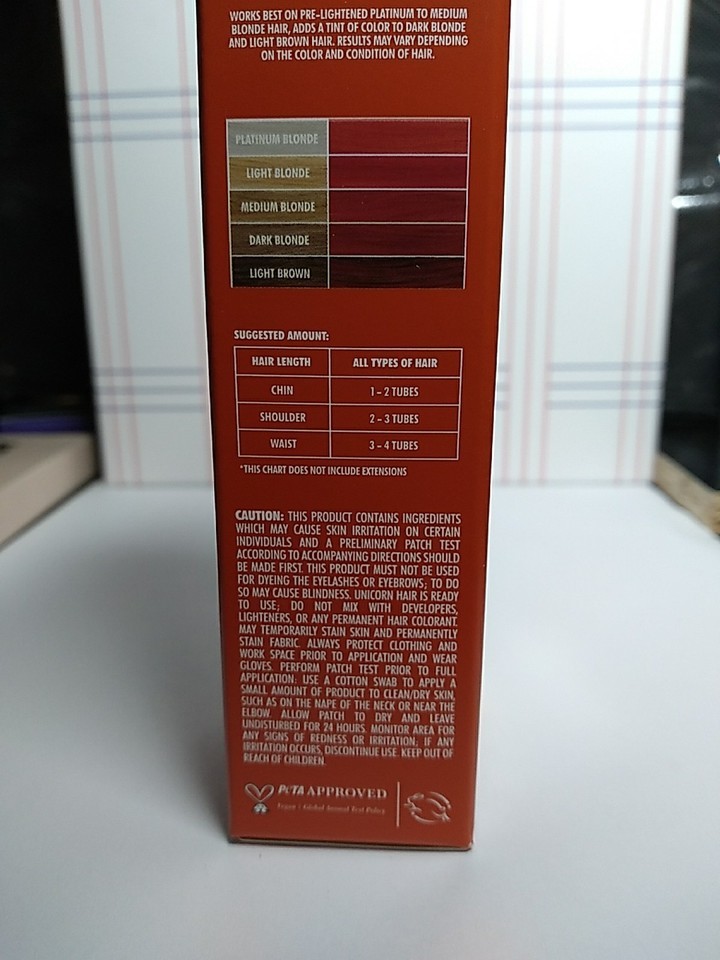 WORKS BEST ON PRE-LIGHTENED PLATINUM TO MEDIUM
BLONDE HAIR, ADDS A TINT OF COLOR TO DARK BLONDE
AND LIGHT BROWN HAIR. RESULTS MAY VARY DEPENDING
ON THE COLOR AND CONDITION OF HAIR.
PLATINUM BLONDE
LIGHT BLONDE
MEDIUM BLONDE
DARK BLONDE
LIGHT BROWN
SUGGESTED AMOUNT:
HAIR LENGTH ALL TYPES OF HAIR
CHIN 1 – 2 TUBES
SHOULDER 2 – 3 TUBES
WAIST 3 – 4 TUBES
*THIS CHART DOES NOT INCLUDE EXTENSIONS
CAUTION: THIS PRODUCT CONTAINS INGREDIENTS
WHICH MAY CAUSE SKIN IRRITATION ON CERTAIN
INDIVIDUALS AND A PRELIMINARY PATCH TEST
ACCORDING TO ACCOMPANYING DIRECTIONS SHOULD
BE MADE FIRST. THIS PRODUCT MUST NOT BE USED
FOR DYEING THE EYELASHES OR EYEBROWS; TO DO
SO MAY CAUSE BLINDNESS. UNICORN HAIR IS READY
TO USE; DO NOT MIX WITH DEVELOPERS,
LIGHTENERS, OR ANY PERMANENT HAIR COLORANT.
MAY TEMPORARILY STAIN SKIN AND PERMANENTLY
STAIN FABRIC. ALWAYS PROTECT CLOTHING AND
WORK SPACE PRIOR TO APPLICATION AND WEAR
GLOVES. PERFORM PATCH TEST PRIOR TO FULL
APPLICATION: USE A COTTON SWAB TO APPLY A
SMALL AMOUNT OF PRODUCT TO CLEAN/DRY SKIN,
SUCH AS ON THE NAPE OF THE NECK OR NEAR THE
ELBOW. ALLOW PATCH TO DRY AND LEAVE
UNDISTURBED FOR 24 HOURS. MONITOR AREA FOR
ANY SIGNS OF REDNESS OR IRRITATION; IF ANY
IRRITATION OCCURS, DISCONTINUE USE. KEEP OUT OF
REACH OF CHILDREN.
PETA APPROVED
Vegan | Global Animal Test Policy